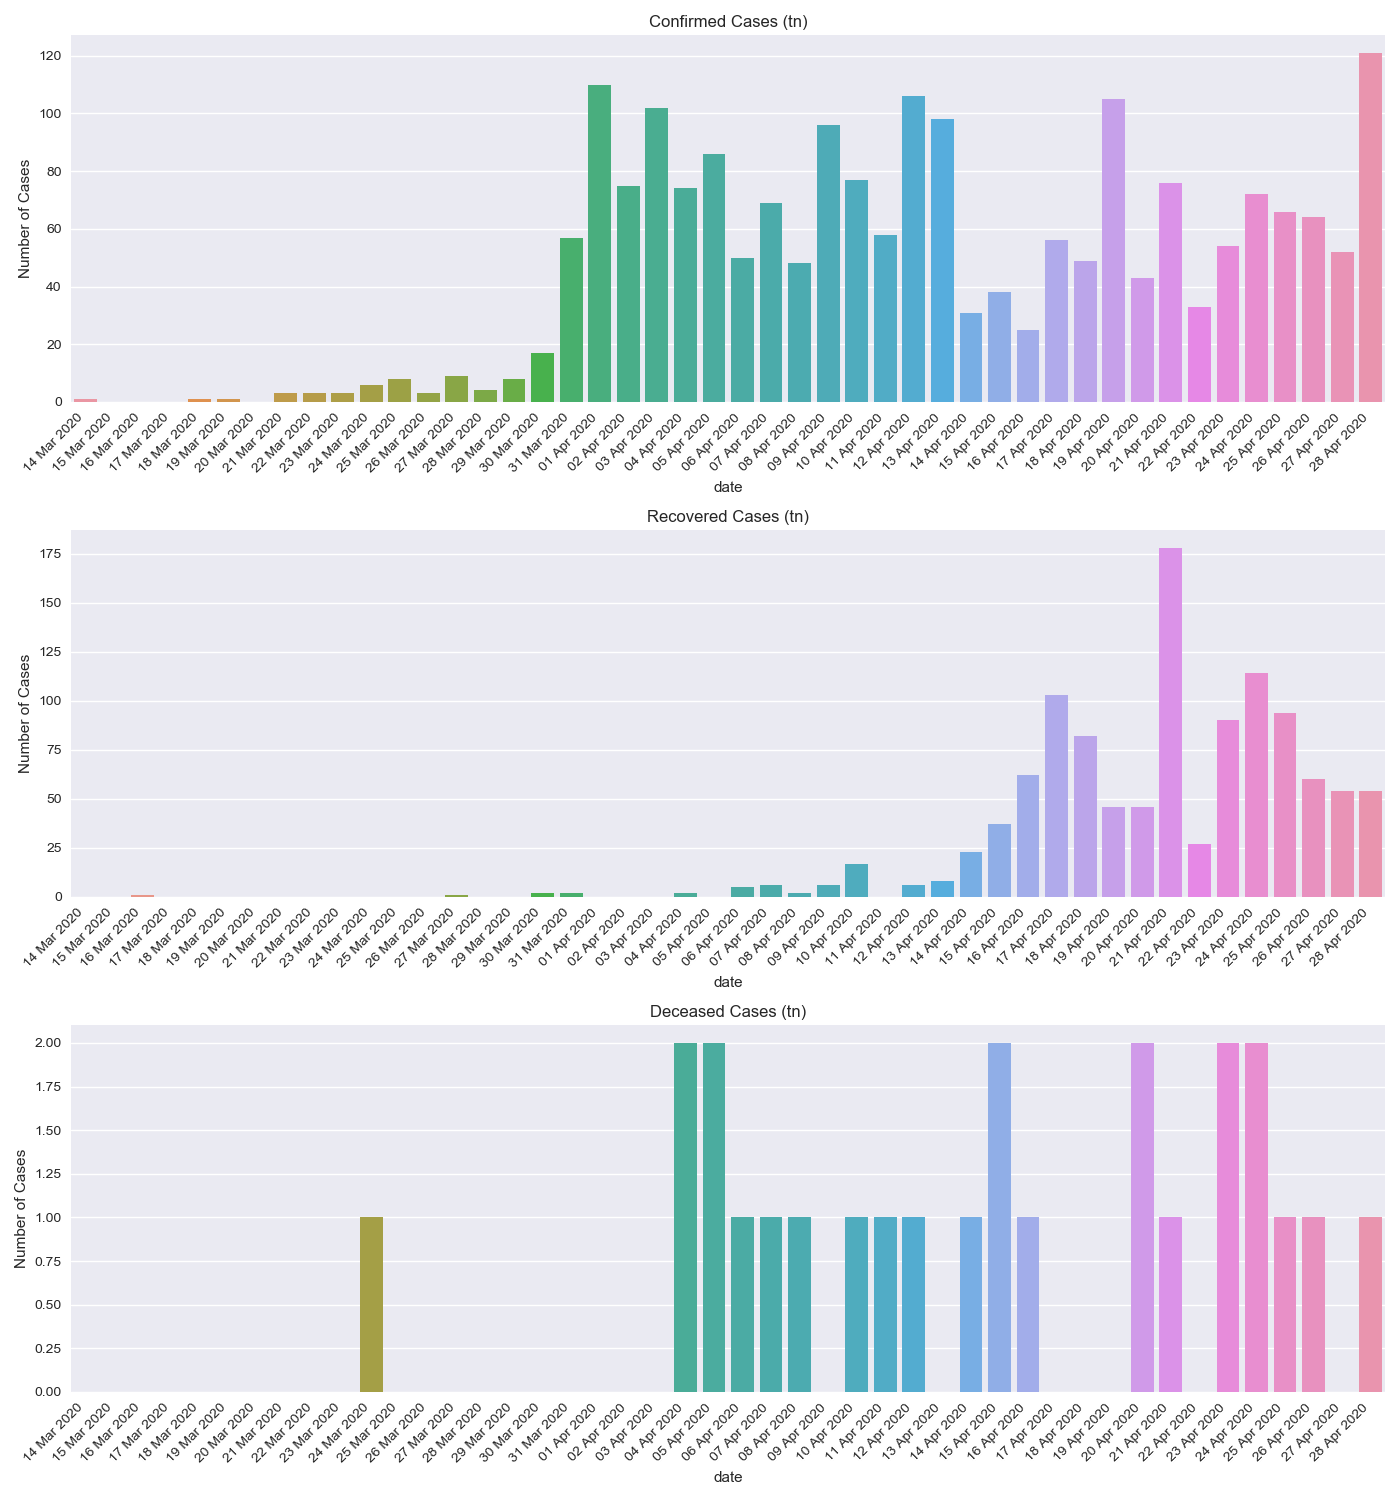 Confirmed Cases (tn)
120
100
80
60
40
20
0
Number of Cases
14 Mar 2020
15 Mar 2020
16 Mar 2020
17 Mar 2020
18 Mar 2020
19 Mar 2020
20 Mar 2020
21 Mar 2020
22 Mar 2020
23 Mar 2020
24 Mar 2020
25 Mar 2020
26 Mar 2020
27 Mar 2020
28 Mar 2020
29 Mar 2020
30 Mar 2020
31 Mar 2020
01 Apr 2020
02 Apr 2020
03 Apr 2020
04 Apr 2020
05 Apr 2020
06 Apr 2020
07 Apr 2020
08 Apr 2020
09 Apr 2020
10 Apr 2020
11 Apr 2020
12 Apr 2020
13 Apr 2020
14 Apr 2020
15 Apr 2020
16 Apr 2020
17 Apr 2020
18 Apr 2020
19 Apr 2020
20 Apr 2020
21 Apr 2020
22 Apr 2020
23 Apr 2020
24 Apr 2020
25 Apr 2020
26 Apr 2020
27 Apr 2020
28 Apr 2020
date
Recovered Cases (tn)
175
150
125
100
75
50
25
0
Number of Cases
14 Mar 2020
15 Mar 2020
16 Mar 2020
17 Mar 2020
18 Mar 2020
19 Mar 2020
20 Mar 2020
21 Mar 2020
22 Mar 2020
23 Mar 2020
24 Mar 2020
25 Mar 2020
26 Mar 2020
27 Mar 2020
28 Mar 2020
29 Mar 2020
30 Mar 2020
31 Mar 2020
01 Apr 2020
02 Apr 2020
03 Apr 2020
04 Apr 2020
05 Apr 2020
06 Apr 2020
07 Apr 2020
08 Apr 2020
09 Apr 2020
10 Apr 2020
11 Apr 2020
12 Apr 2020
13 Apr 2020
14 Apr 2020
15 Apr 2020
16 Apr 2020
17 Apr 2020
18 Apr 2020
19 Apr 2020
20 Apr 2020
21 Apr 2020
22 Apr 2020
23 Apr 2020
24 Apr 2020
25 Apr 2020
26 Apr 2020
27 Apr 2020
28 Apr 2020
date
Deceased Cases (tn)
2.00
1.75
1.50
1.25
1.00
0.75
0.50
0.25
0.00
Number of Cases
14 Mar 2020
15 Mar 2020
16 Mar 2020
17 Mar 2020
18 Mar 2020
19 Mar 2020
20 Mar 2020
21 Mar 2020
22 Mar 2020
23 Mar 2020
24 Mar 2020
25 Mar 2020
26 Mar 2020
27 Mar 2020
28 Mar 2020
29 Mar 2020
30 Mar 2020
31 Mar 2020
01 Apr 2020
02 Apr 2020
03 Apr 2020
04 Apr 2020
05 Apr 2020
06 Apr 2020
07 Apr 2020
08 Apr 2020
09 Apr 2020
10 Apr 2020
11 Apr 2020
12 Apr 2020
13 Apr 2020
14 Apr 2020
15 Apr 2020
16 Apr 2020
17 Apr 2020
18 Apr 2020
19 Apr 2020
20 Apr 2020
21 Apr 2020
22 Apr 2020
23 Apr 2020
24 Apr 2020
25 Apr 2020
26 Apr 2020
27 Apr 2020
28 Apr 2020
date